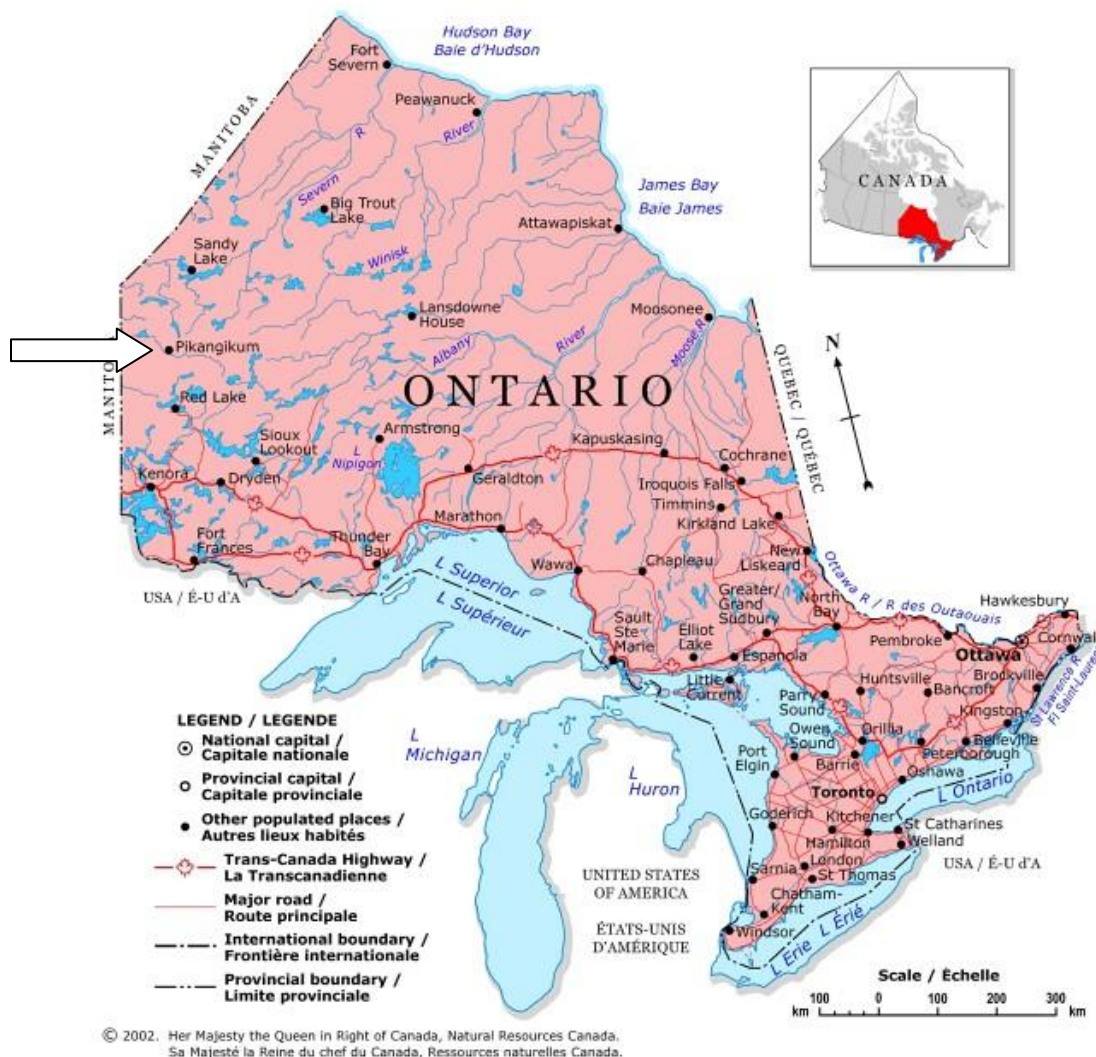 Hudson Bay
Baie d'Hudson
Fort
Severn
Peawanuck
MANITOBA
R
River
Severn
James Bay
Baie James
CANADA
Big Trout
Lake
Attawapiskat
Sandy
Lake
Winisk
Lansdowne
House
Moosonee
Pikangikum
Albany
River
Moose R
N
MANITO
QUEBEC / QUÉBEC
ONTARIO
Red Lake
Sioux
Lookout
Armstrong
L
Nipigon
Kapuskasing
Cochrane
Kenora
Dryden
Geraldton
Iroquois Falls
Timmins
Kirkland Lake
Marathon
Fort
Frances
Thunder
Bay
Wawa
Chapleau
New
Liskeard
Ottawa R / R des Outaouais
USA / É-U d'A
L Superior
L Supérieur
Greater/
Grand
Sudbury
North
Bay
Hawkesbury
Sault
Ste
Marie
Elliot
Lake
Espanola
Pembroke
Ottawa
Cornwal
Little
Current
Huntsville
Bancroft
Brockville
St Lawrence R
Fl Saint-Lauren
Parry
Sound
Kingston
Owen
Sound
Orillia
Belleville
Peterborough
L
Michigan
Port
Elgin
Barrie
Oshawa
L
Huron
Toronto
L Ontario
Goderich
Kitchener
St Catharines
Hamilton
Welland
London
Sarnia
St Thomas
USA / É-U d'A
UNITED STATES
OF AMERICA
Chatham-
Kent
ÉTATS-UNIS
D'AMÉRIQUE
Windsor
L Erie L Érié
LEGEND / LEGENDE
National capital /
Capitale nationale
Provincial capital /
Capitale provinciale
Other populated places /
Autres lieux habités
Trans-Canada Highway /
La Transcanadienne
Major road /
Route principale
International boundary /
Frontière internationale
Provincial boundary /
Limite provinciale
Scale / Échelle
100 0 100 200 300
km km
© 2002. Her Majesty the Queen in Right of Canada, Natural Resources Canada.
Sa Majesté la Reine du chef du Canada, Ressources naturelles Canada.